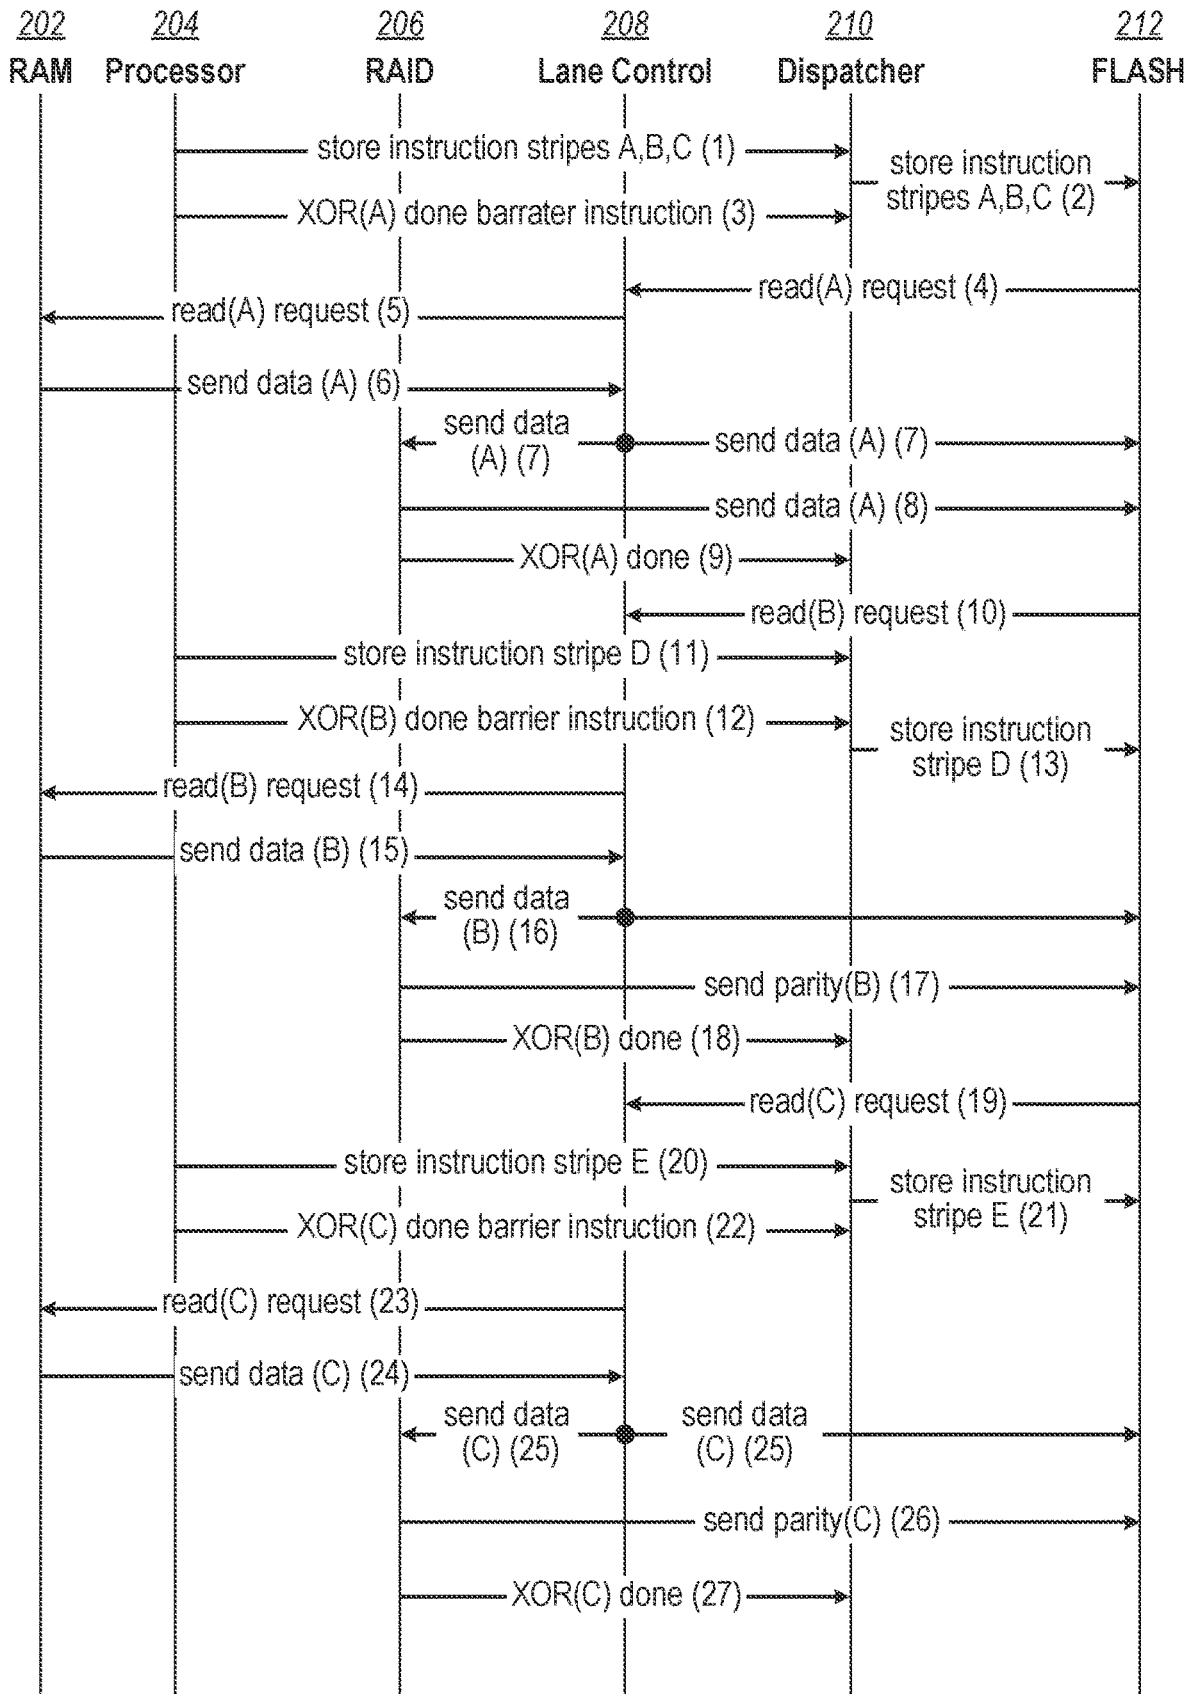 202 204 206 208 210 212
RAM Processor RAID Lane Control Dispatcher FLASH
store instruction stripes A,B,C (1)
store instruction
stripes A,B,C (2)
XOR(A) done barrater instruction (3)
read(A) request (4)
read(A) request (5)
send data (A) (6)
send data
(A) (7)
send data (A) (7)
send data (A) (8)
XOR(A) done (9)
read(B) request (10)
store instruction stripe D (11)
XOR(B) done barrier instruction (12)
store instruction
stripe D (13)
read(B) request (14)
send data (B) (15)
send data
(B) (16)
send parity(B) (17)
XOR(B) done (18)
read(C) request (19)
store instruction stripe E (20)
store instruction
stripe E (21)
XOR(C) done barrier instruction (22)
read(C) request (23)
send data (C) (24)
send data
(C) (25)
send data
(C) (25)
send parity(C) (26)
XOR(C) done (27)